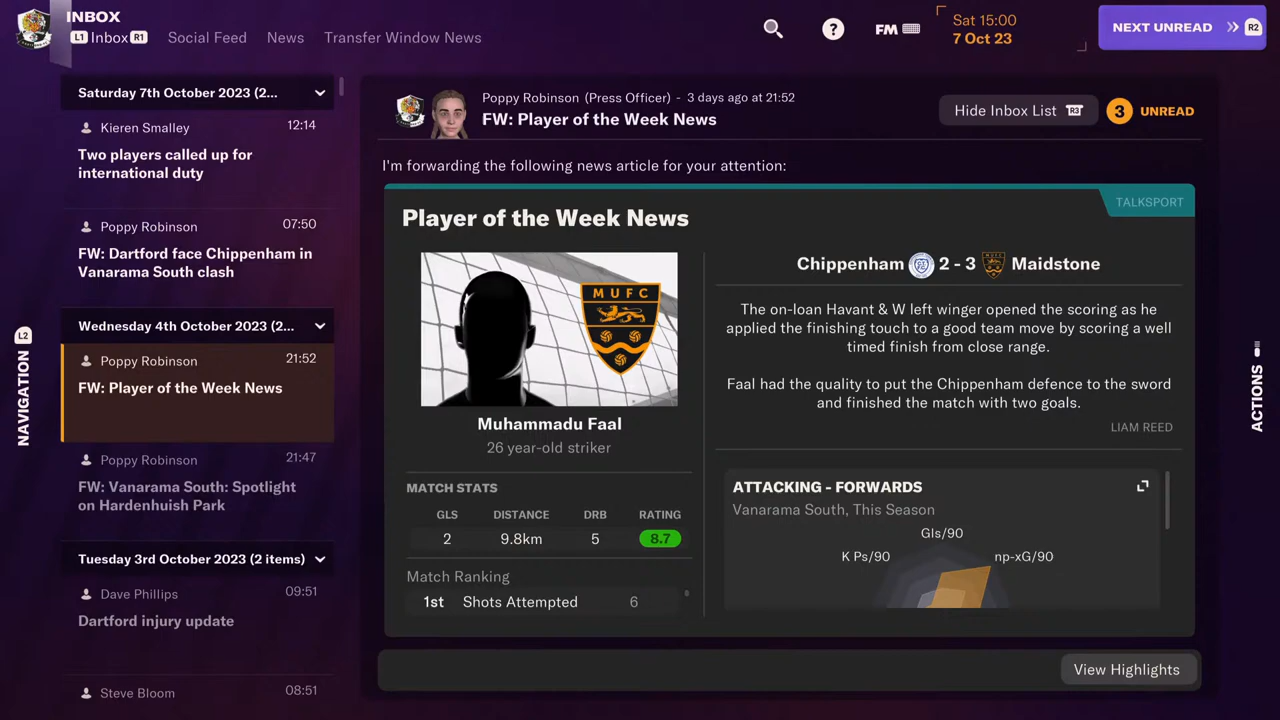 INBOX
L1 Inbox R1
Social Feed
News
Transfer Window News
?
FM
Sat 15:00
7 Oct 23
NEXT UNREAD
R2
Saturday 7th October 2023 (2...
Kieren Smalley
12:14
Two players called up for
international duty
Poppy Robinson
07:50
FW: Dartford face Chippenham in
Vanarama South clash
Wednesday 4th October 2023 (2...
Poppy Robinson
21:52
FW: Player of the Week News
Poppy Robinson
21:47
FW: Vanarama South: Spotlight
on Hardenhuish Park
Tuesday 3rd October 2023 (2 items)
Dave Phillips
09:51
Dartford injury update
Steve Bloom
08:51
L2
NAVIGATION
Poppy Robinson (Press Officer) - 3 days ago at 21:52
FW: Player of the Week News
Hide Inbox List
R3
3
UNREAD
I'm forwarding the following news article for your attention:
TALKSPORT
Player of the Week News
MUFC
Muhammadu Faal
26 year-old striker
MATCH STATS
GLS DISTANCE DRB RATING
2 9.8km 5 8.7
Match Ranking
1st Shots Attempted 6
Chippenham 2 - 3 Maidstone
The on-loan Havant & W left winger opened the scoring as he
applied the finishing touch to a good team move by scoring a well
timed finish from close range.
Faal had the quality to put the Chippenham defence to the sword
and finished the match with two goals.
LIAM REED
ATTACKING - FORWARDS
Vanarama South, This Season
Gls/90
K Ps/90
np-xG/90
View Highlights
ACTIONS